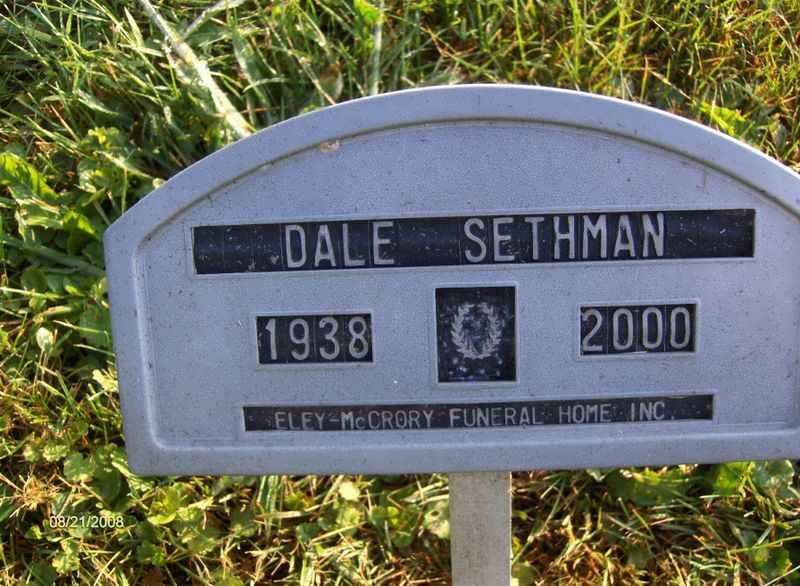 DALE SETHMAN
1938 2000
ELEY-McCRORY FUNERAL HOME INC.
08/21/2008